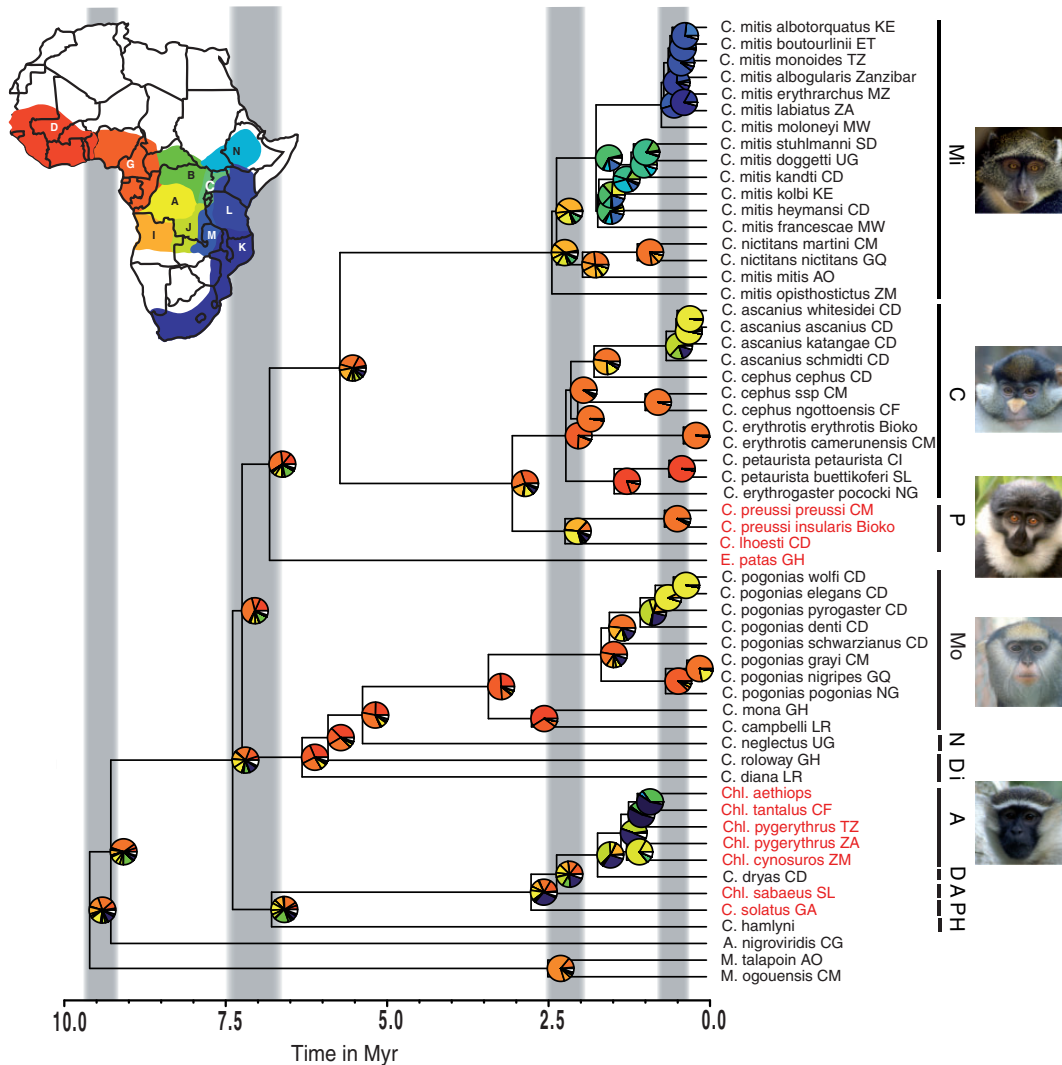 D
G
B
C
N
A
L
I
J
M
K
C. mitis albotorquatus KE
C. mitis boutourlinii ET
C. mitis monoides TZ
C. mitis albogularis Zanzibar
C. mitis erythrarchus MZ
C. mitis labiatus ZA
C. mitis moloneyi MW
C. mitis stuhlmanni SD
C. mitis doggetti UG
C. mitis kandti CD
C. mitis kolbi KE
C. mitis heymansi CD
C. mitis francescae MW
C. nictitans martini CM
C. nictitans nictitans GQ
C. mitis mitis AO
C. mitis opisthostictus ZM
C. ascanius whitesidei CD
C. ascanius ascanius CD
C. ascanius katangae CD
C. ascanius schmidti CD
C. cephus cephus CD
C. cephus ssp CM
C. cephus ngottoensis CF
C. erythrotis erythrotis Bioko
C. erythrotis camerunensis CM
C. petaurista petaurista CI
C. petaurista buettikoferi SL
C. erythrogaster pococki NG
C. preussi preussi CM
C. preussi insularis Bioko
C. lhoesti CD
E. patas GH
C. pogonias wolfi CD
C. pogonias elegans CD
C. pogonias pyrogaster CD
C. pogonias denti CD
C. pogonias schwarzianus CD
C. pogonias grayi CM
C. pogonias nigripes GQ
C. pogonias pogonias NG
C. mona GH
C. campbelli LR
C. neglectus UG
C. roloway GH
C. diana LR
Chl. aethiops
Chl. tantalus CF
Chl. pygerythrus TZ
Chl. pygerythrus ZA
Chl. cynosuros ZM
C. dryas CD
Chl. sabaeus SL
C. solatus GA
C. hamlyni
A. nigroviridis CG
M. talapoin AO
M. ogouensis CM
Mi
C
P
Mo
N
Di
A
D
A
P
H
10.0 7.5 5.0 2.5 0.0
Time in Myr